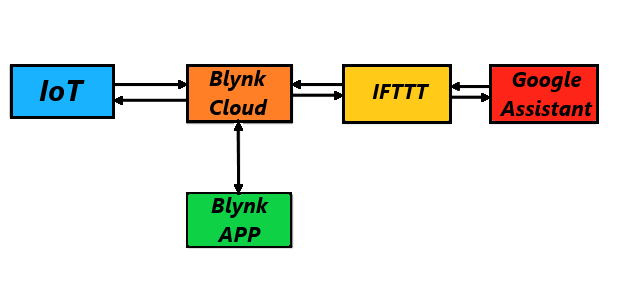 IoT
Blynk
Cloud
IFTTT
Google
Assistant
Blynk
APP